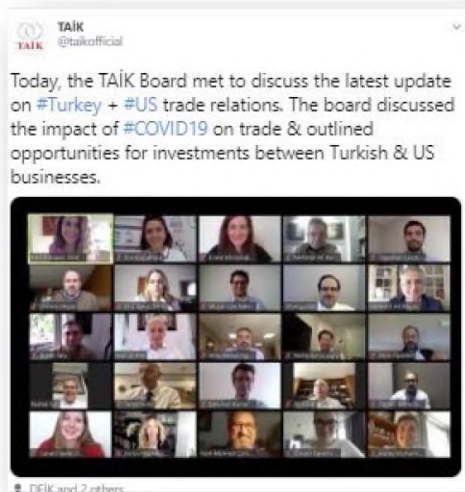 TAİK
@taikofficial
TAİK
Today, the TAİK Board met to discuss the latest update
on #Turkey + #US trade relations. The board discussed
the impact of #COVID19 on trade & outlined
opportunities for investments between Turkish & US
businesses.
DEİK and 2 others